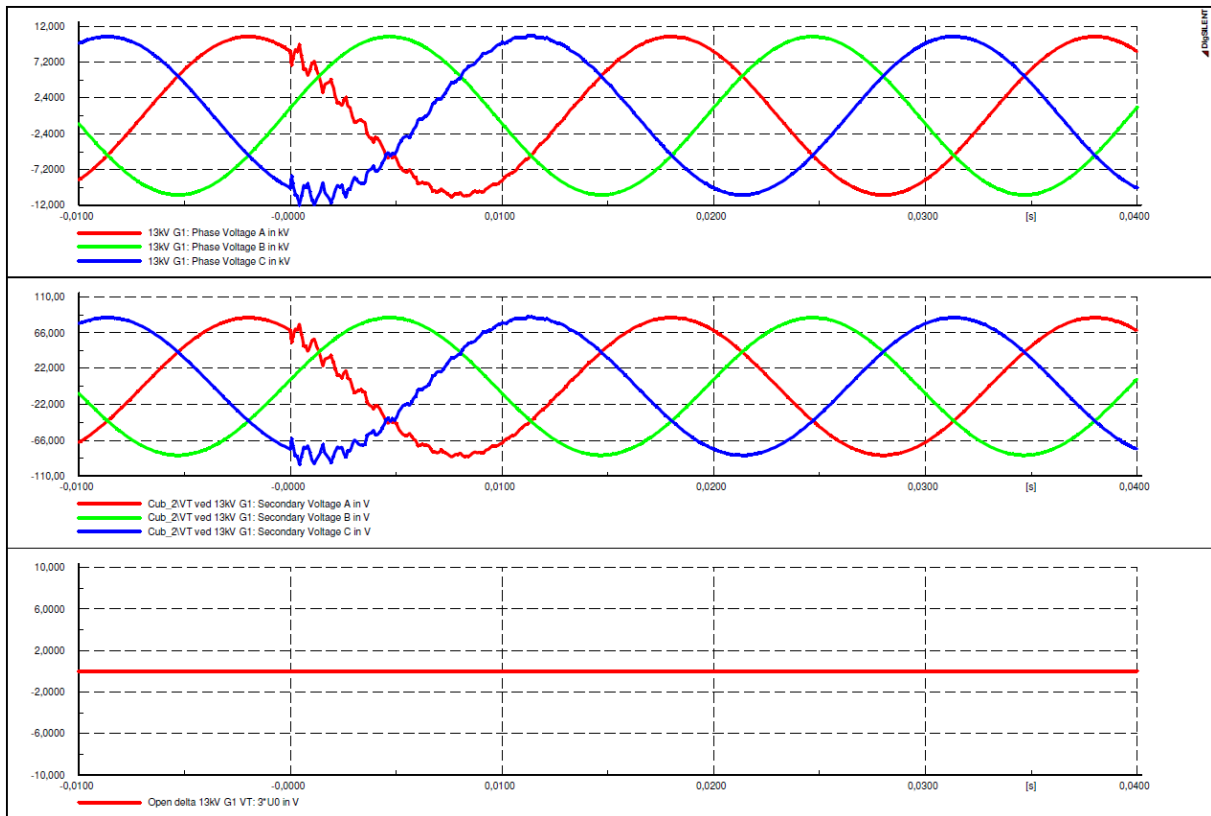 12,000
7,2000
2,4000
-2,4000
-7,2000
-12,000
-0,0100 -0,0000 0,0100 0,0200 0,0300 [s] 0,0400
13kV G1: Phase Voltage A in kV
13kV G1: Phase Voltage B in kV
13kV G1: Phase Voltage C in kV
DIgSILENT
110,00
66,000
22,000
-22,000
-66,000
-110,00
-0,0100 -0,0000 0,0100 0,0200 0,0300 [s] 0,0400
Cub_2\VT ved 13kV G1: Secondary Voltage A in V
Cub_2\VT ved 13kV G1: Secondary Voltage B in V
Cub_2\VT ved 13kV G1: Secondary Voltage C in V
10,000
6,0000
2,0000
-2,0000
-6,0000
-10,000
-0,0100 -0,0000 0,0100 0,0200 0,0300 [s] 0,0400
Open delta 13kV G1 VT: 3*U0 in V